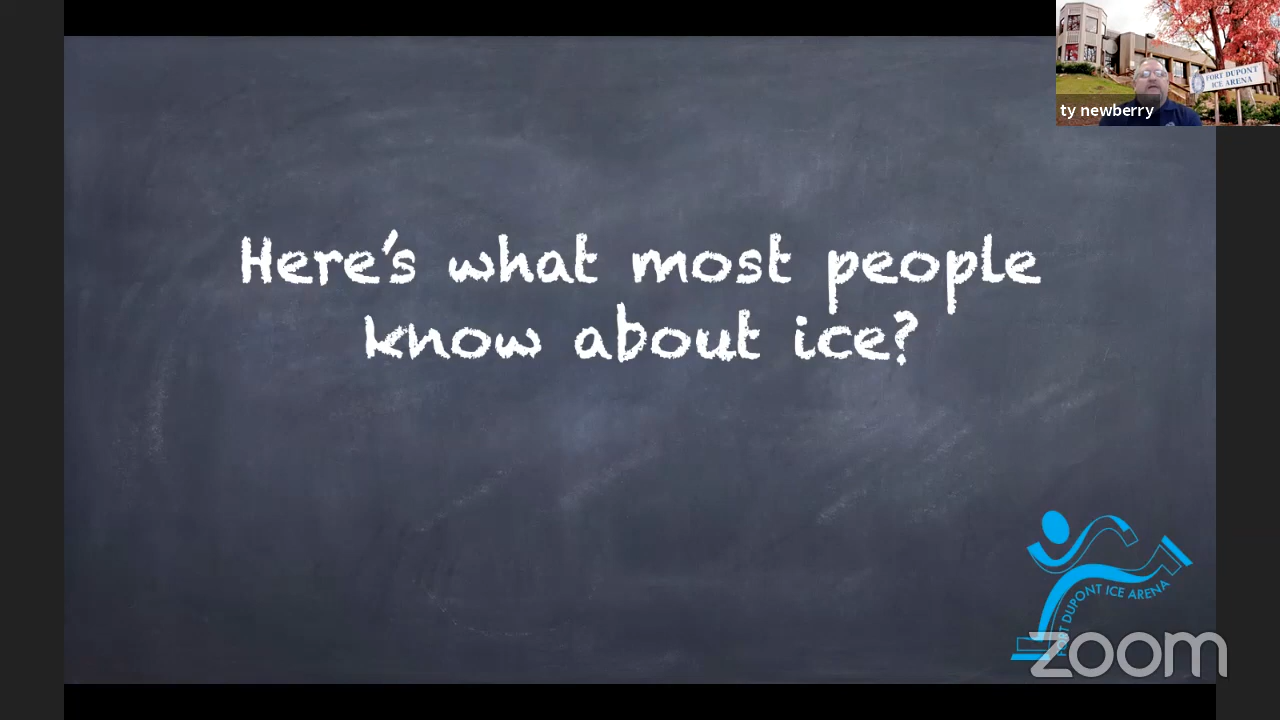 FORT DUPONT
ICE ARENA
ty newberry
Here's what most people
know about ice?
FORT DUPONT ICE ARENA
zoom